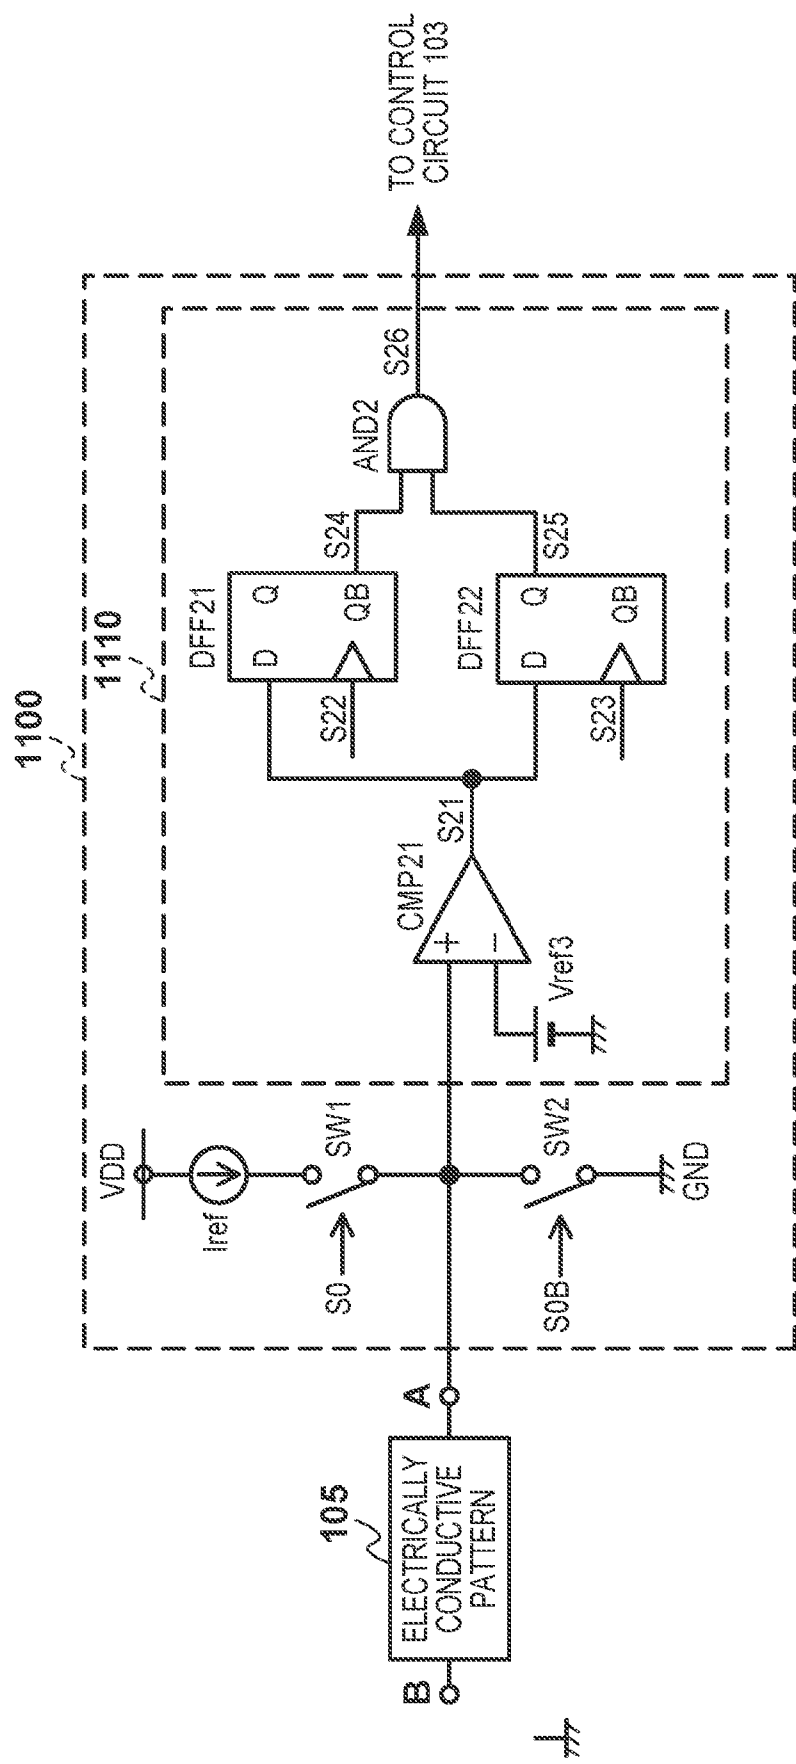 1100
1110
VDD
Iref
S0
SW1
S0B
SW2
GND
105
ELECTRICALLY
CONDUCTIVE
PATTERN
B
A
CMP21
+
−
Vref3
S21
DFF21
D
Q
QB
S22
S24
DFF22
D
Q
QB
S23
S25
AND2
S26
TO CONTROL
CIRCUIT 103